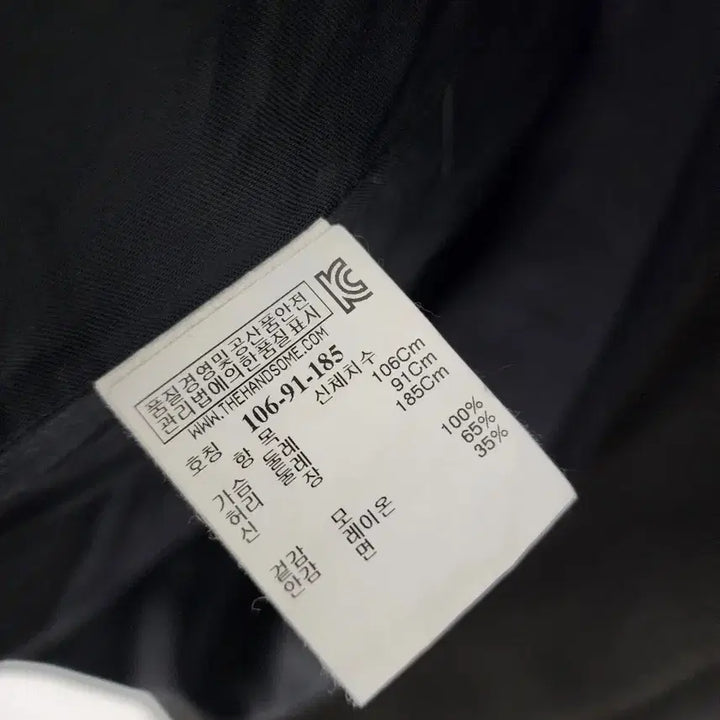 품질경영및공산품안전
관리법에의한품질표시
WWW.THEHANDSOME.COM
호칭 106-91-185
항 목 신체치수
가슴 둘레 106Cm
허리 둘레 91Cm
신 장 185Cm
겉감 모 100%
안감 레이온 65%
면 35%